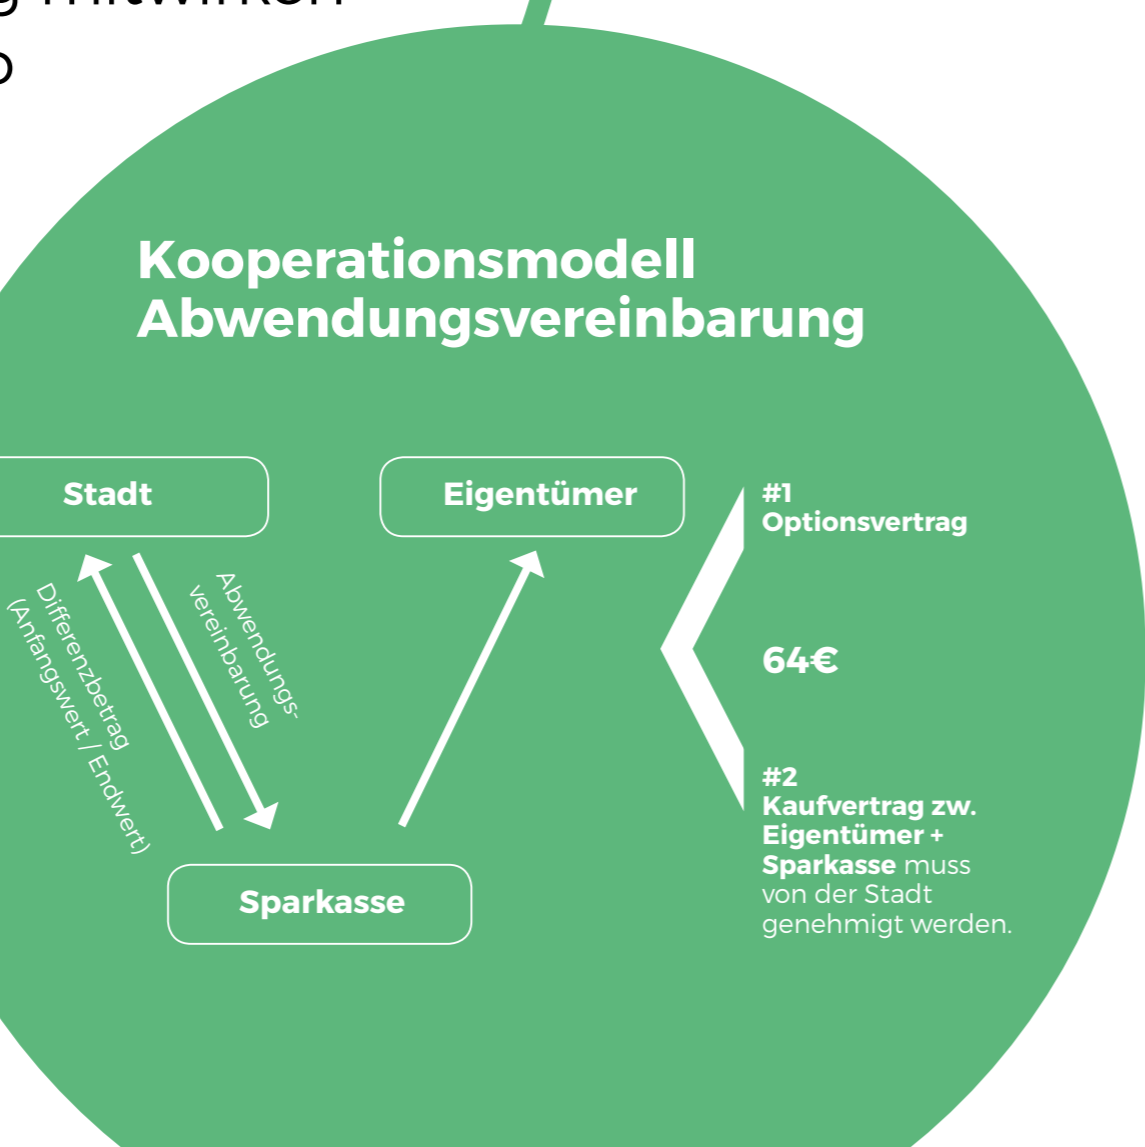 mitwirken
Kooperationsmodell
Abwendungsvereinbarung
Stadt
Eigentümer
#1
Optionsvertrag
Differenzbetrag
(Anfangswert / Endwert)
Abwendungs-
vereinbarung
64€
#2
Kaufvertrag zw.
Eigentümer +
Sparkasse muss
von der Stadt
genehmigt werden.
Sparkasse